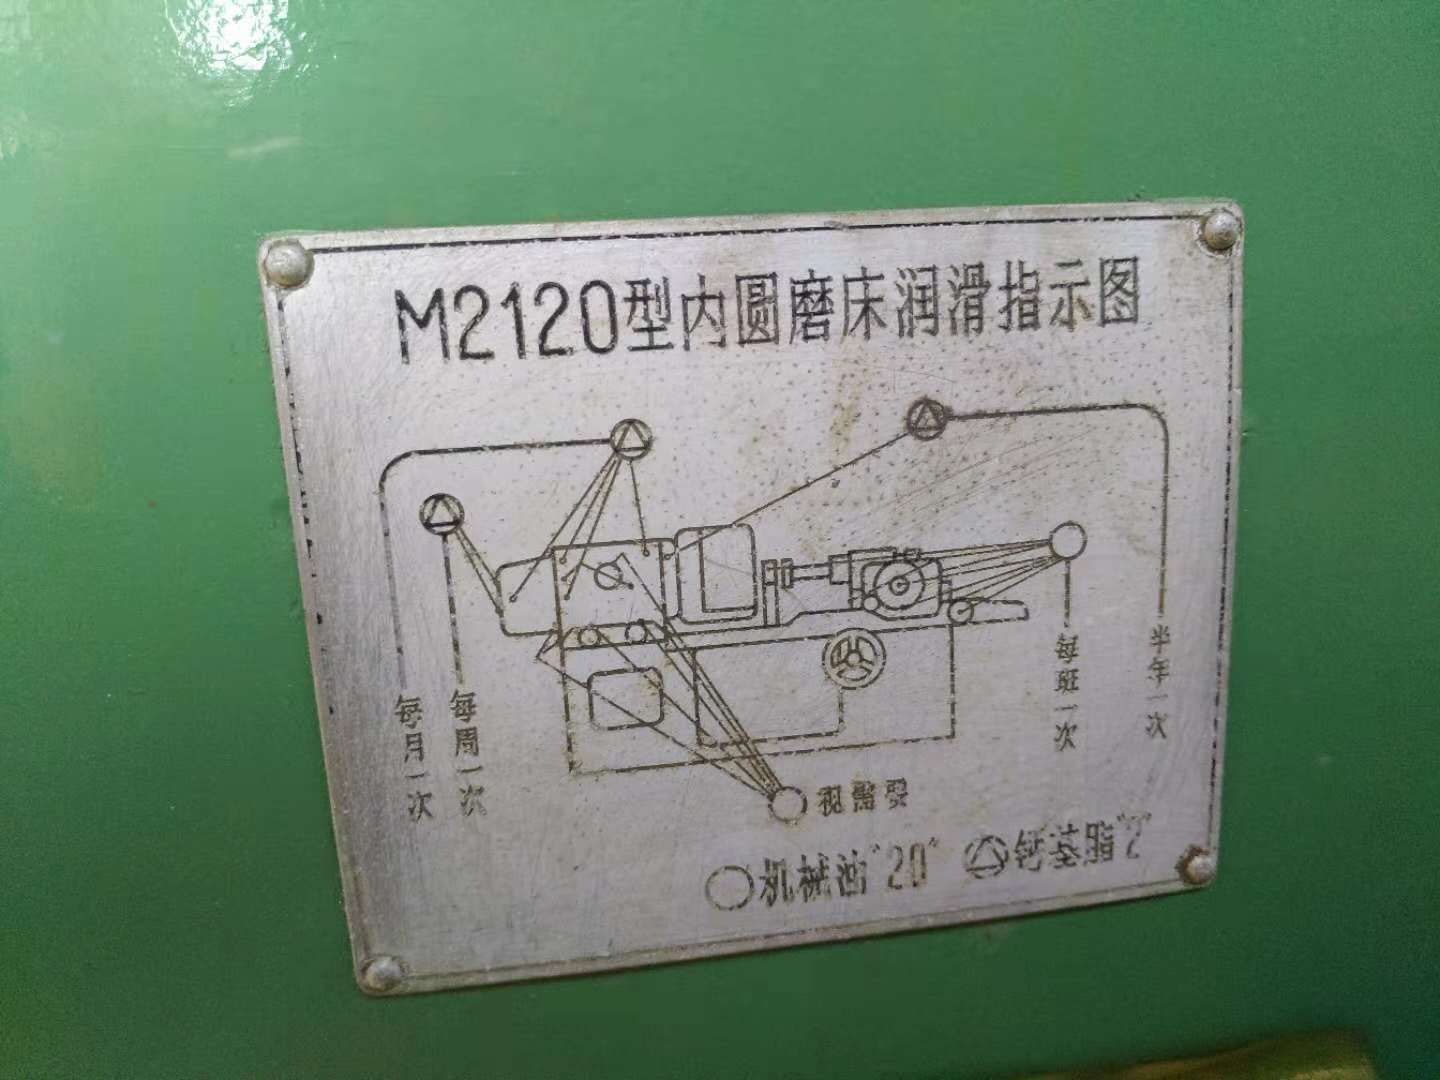 M2120型内圆磨床润滑指示图
每月一次
每周一次
每班一次
半年一次
视需要
机械油"20"
钙基脂"2"